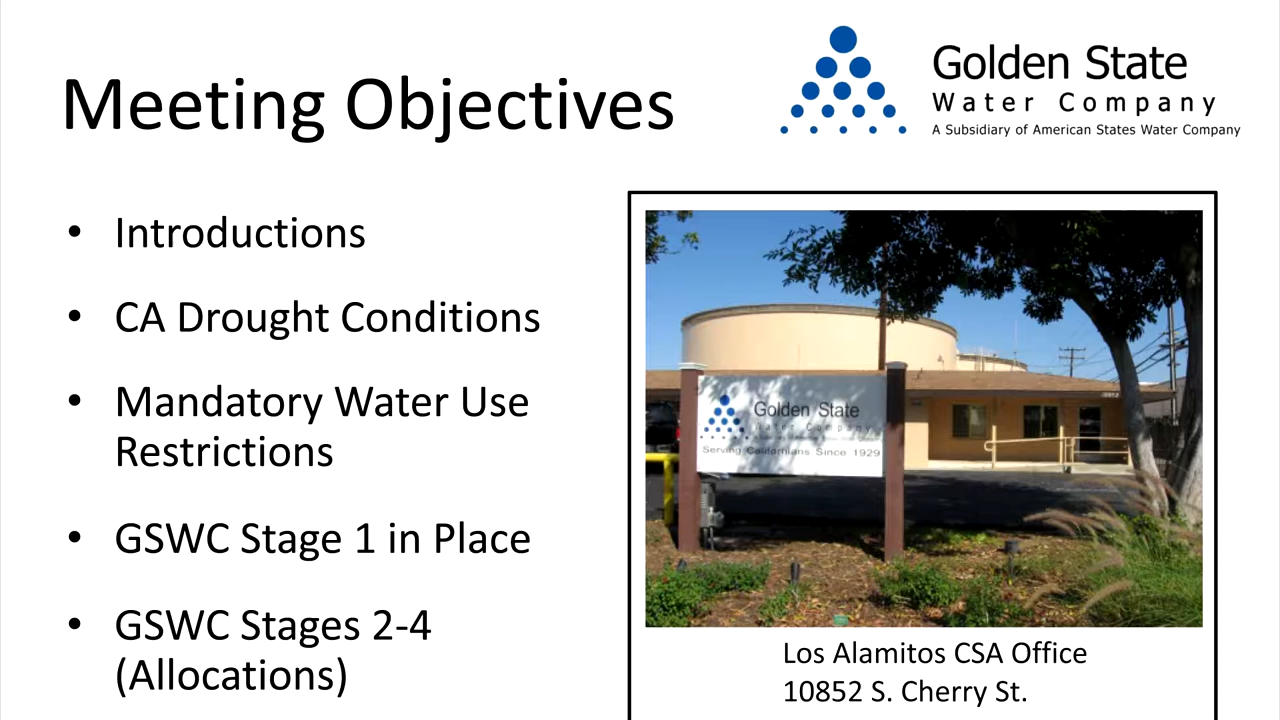 Meeting Objectives
Golden State
Water Company
A Subsidiary of American States Water Company
• Introductions
• CA Drought Conditions
• Mandatory Water Use
Restrictions
• GSWC Stage 1 in Place
• GSWC Stages 2-4
(Allocations)
Golden State
Water Company
Serving Californians Since 1929
Los Alamitos CSA Office
10852 S. Cherry St.